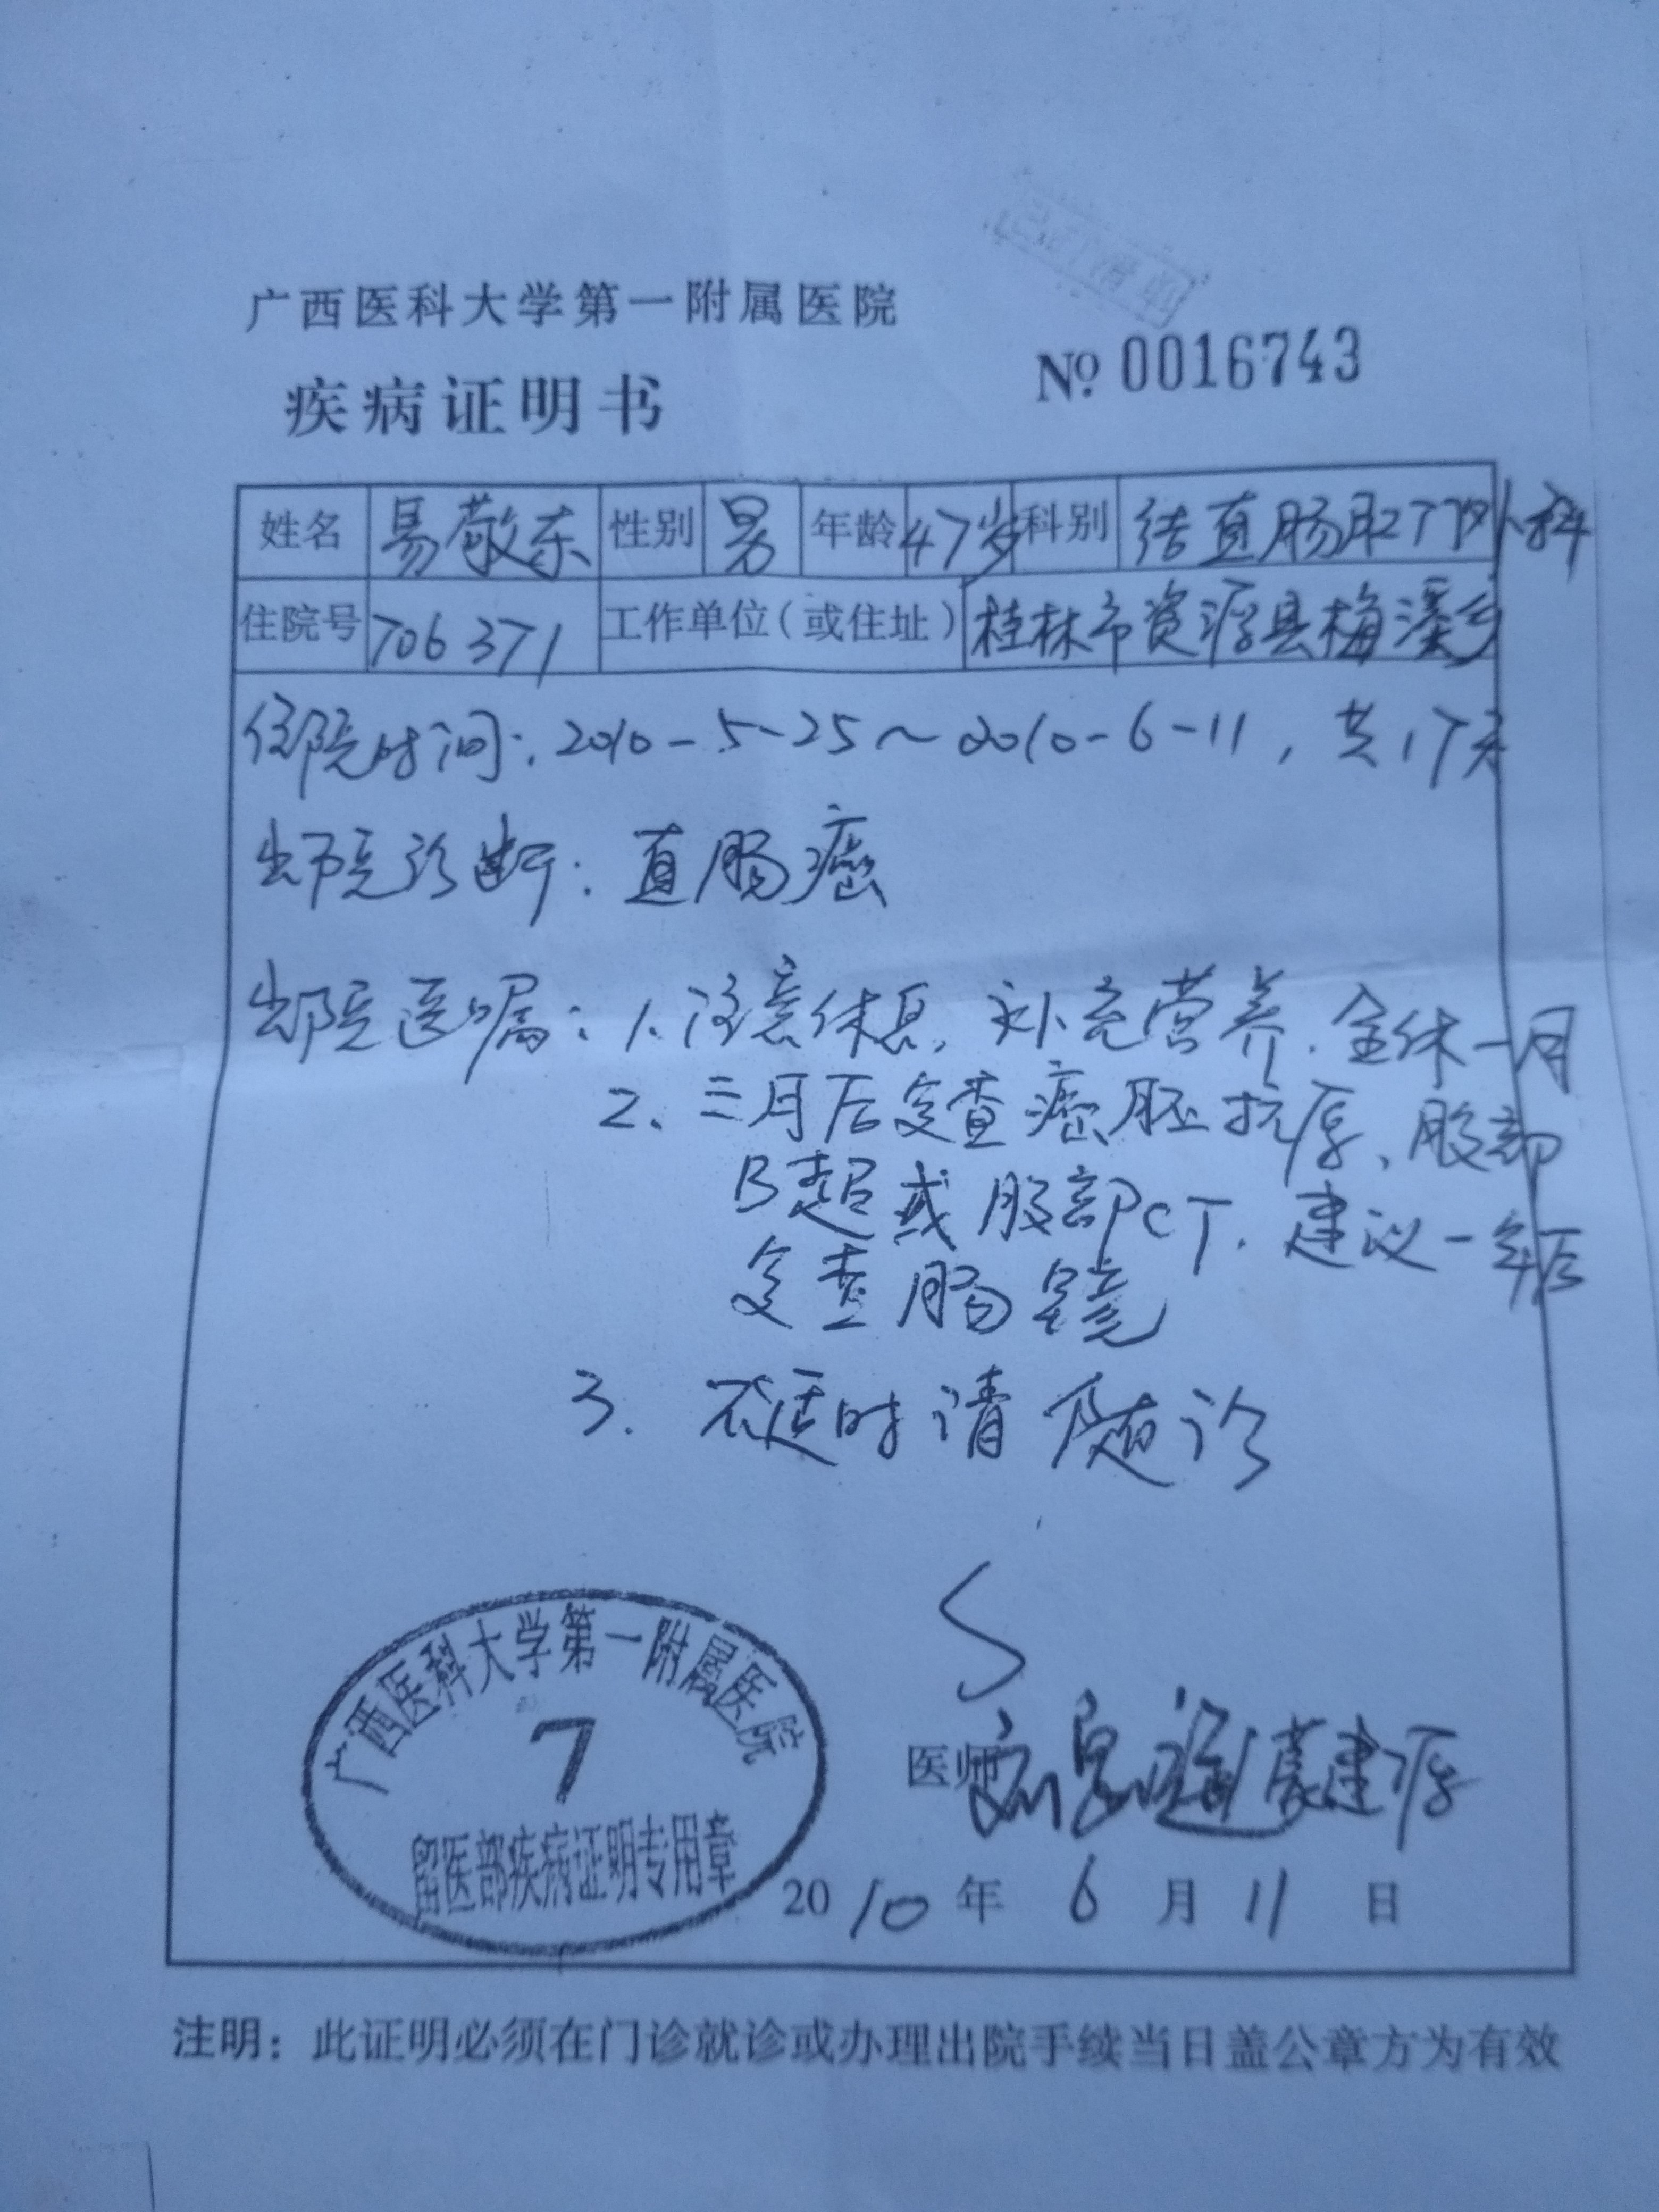 广西医科大学第一附属医院
疾病证明书
№ 0016743
姓名 易敬东 性别 男 年龄 47岁 科别 结直肠肛门外科
住院号 706371 工作单位(或住址) 桂林市资源县梅溪乡
住院时间:2010-5-25~2010-6-11,共17天
出院诊断:直肠癌
出院医嘱:1.注意休息,补充营养.全休一月
2、三月后复查癌胚抗原、腹部
B超或腹部CT.建议一年后
复查肠镜
3.不适时请随诊
广西医科大学第一附属医院
7
留医部疾病证明专用章
医师 蒙建源
2010年6月11日
注明:此证明必须在门诊就诊或办理出院手续当日盖公章方为有效